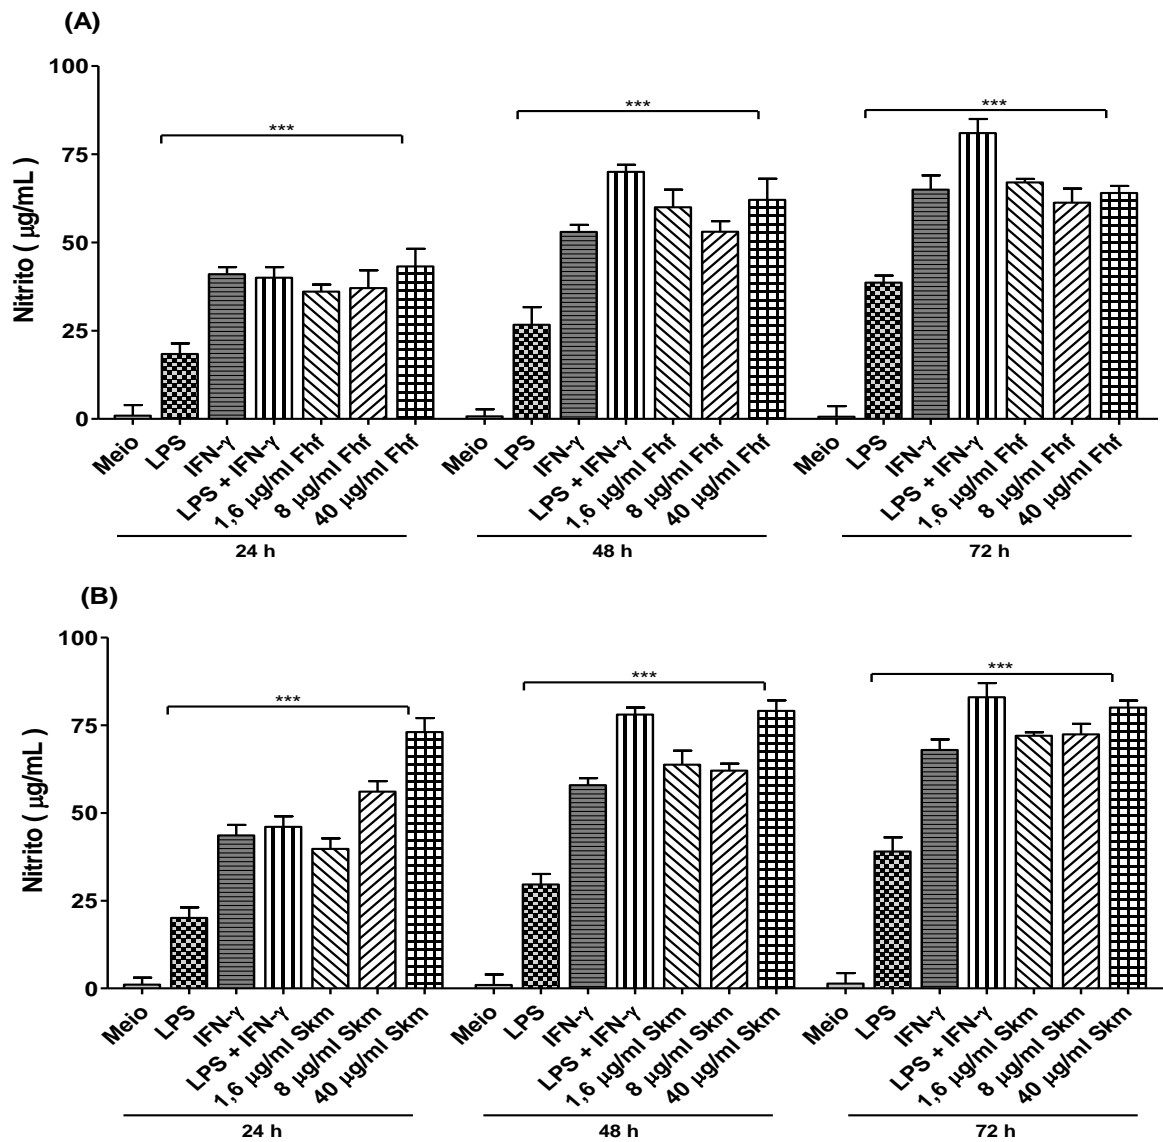 (A)
Nitrito ( µg/mL )
100
75
50
25
0
***
***
***
Meio
LPS
IFN-γ
LPS + IFN-γ
1,6 µg/ml Fhf
8 µg/ml Fhf
40 µg/ml Fhf
Meio
LPS
IFN-γ
LPS + IFN-γ
1,6 µg/ml Fhf
8 µg/ml Fhf
40 µg/ml Fhf
Meio
LPS
IFN-γ
LPS + IFN-γ
1,6 µg/ml Fhf
8 µg/ml Fhf
40 µg/ml Fhf
24 h
48 h
72 h
(B)
Nitrito ( µg/mL )
100
75
50
25
0
***
***
***
Meio
LPS
IFN-γ
LPS + IFN-γ
1,6 µg/ml Skm
8 µg/ml Skm
40 µg/ml Skm
Meio
LPS
IFN-γ
LPS + IFN-γ
1,6 µg/ml Skm
8 µg/ml Skm
40 µg/ml Skm
Meio
LPS
IFN-γ
LPS + IFN-γ
1,6 µg/ml Skm
8 µg/ml Skm
40 µg/ml Skm
24 h
48 h
72 h